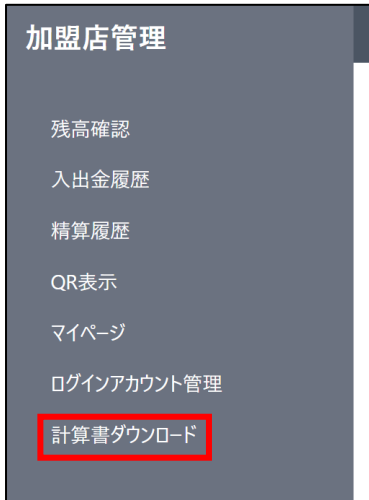 加盟店管理
残高確認
入出金履歴
精算履歴
QR表示
マイページ
ログインアカウント管理
計算書ダウンロード